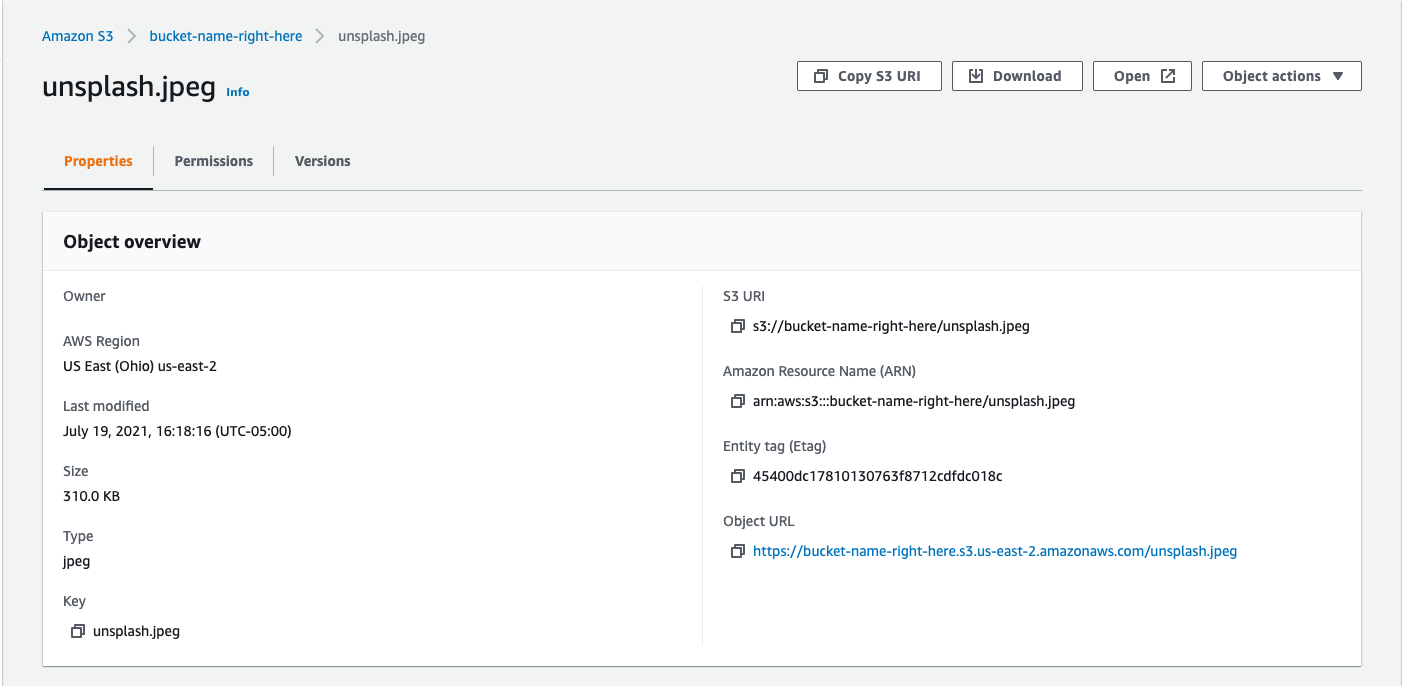 Amazon S3 > bucket-name-right-here > unsplash.jpeg
unsplash.jpeg Info
Copy S3 URI Download Open Object actions
Properties Permissions Versions
Object overview
Owner
AWS Region
US East (Ohio) us-east-2
Last modified
July 19, 2021, 16:18:16 (UTC-05:00)
Size
310.0 KB
Type
jpeg
Key
unsplash.jpeg
S3 URI
s3://bucket-name-right-here/unsplash.jpeg
Amazon Resource Name (ARN)
arn:aws:s3:::bucket-name-right-here/unsplash.jpeg
Entity tag (Etag)
45400dc17810130763f8712cdfdc018c
Object URL
https://bucket-name-right-here.s3.us-east-2.amazonaws.com/unsplash.jpeg